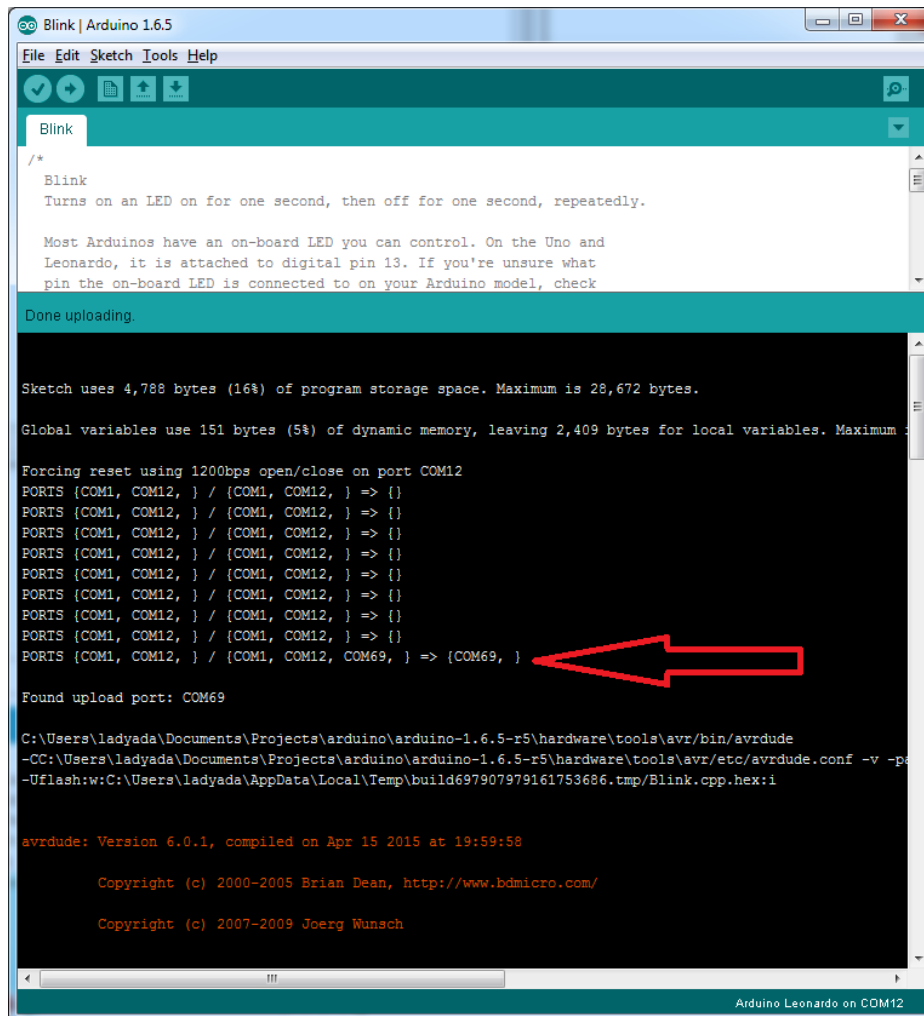 Blink | Arduino 1.6.5
File Edit Sketch Tools Help
Blink
/*
Blink
Turns on an LED on for one second, then off for one second, repeatedly.
Most Arduinos have an on-board LED you can control. On the Uno and
Leonardo, it is attached to digital pin 13. If you're unsure what
pin the on-board LED is connected to on your Arduino model, check
Done uploading.
Sketch uses 4,788 bytes (16%) of program storage space. Maximum is 28,672 bytes.
Global variables use 151 bytes (5%) of dynamic memory, leaving 2,409 bytes for local variables. Maximum
Forcing reset using 1200bps open/close on port COM12
PORTS {COM1, COM12, } / {COM1, COM12, } => {}
PORTS {COM1, COM12, } / {COM1, COM12, } => {}
PORTS {COM1, COM12, } / {COM1, COM12, } => {}
PORTS {COM1, COM12, } / {COM1, COM12, } => {}
PORTS {COM1, COM12, } / {COM1, COM12, } => {}
PORTS {COM1, COM12, } / {COM1, COM12, } => {}
PORTS {COM1, COM12, } / {COM1, COM12, } => {}
PORTS {COM1, COM12, } / {COM1, COM12, } => {}
PORTS {COM1, COM12, } / {COM1, COM12, COM69, } => {COM69, }
Found upload port: COM69
C:\Users\ladyada\Documents\Projects\arduino\arduino-1.6.5-r5\hardware\tools\avr/bin/avrdude
-CC:\Users\ladyada\Documents\Projects\arduino\arduino-1.6.5-r5\hardware\tools\avr/etc/avrdude.conf -v -pa
-Uflash:w:C:\Users\ladyada\AppData\Local\Temp\build697907979161753686.tmp/Blink.cpp.hex:i
avrdude: Version 6.0.1, compiled on Apr 15 2015 at 19:59:58
Copyright (c) 2000-2005 Brian Dean, http://www.bdmicro.com/
Copyright (c) 2007-2009 Joerg Wunsch
Arduino Leonardo on COM12